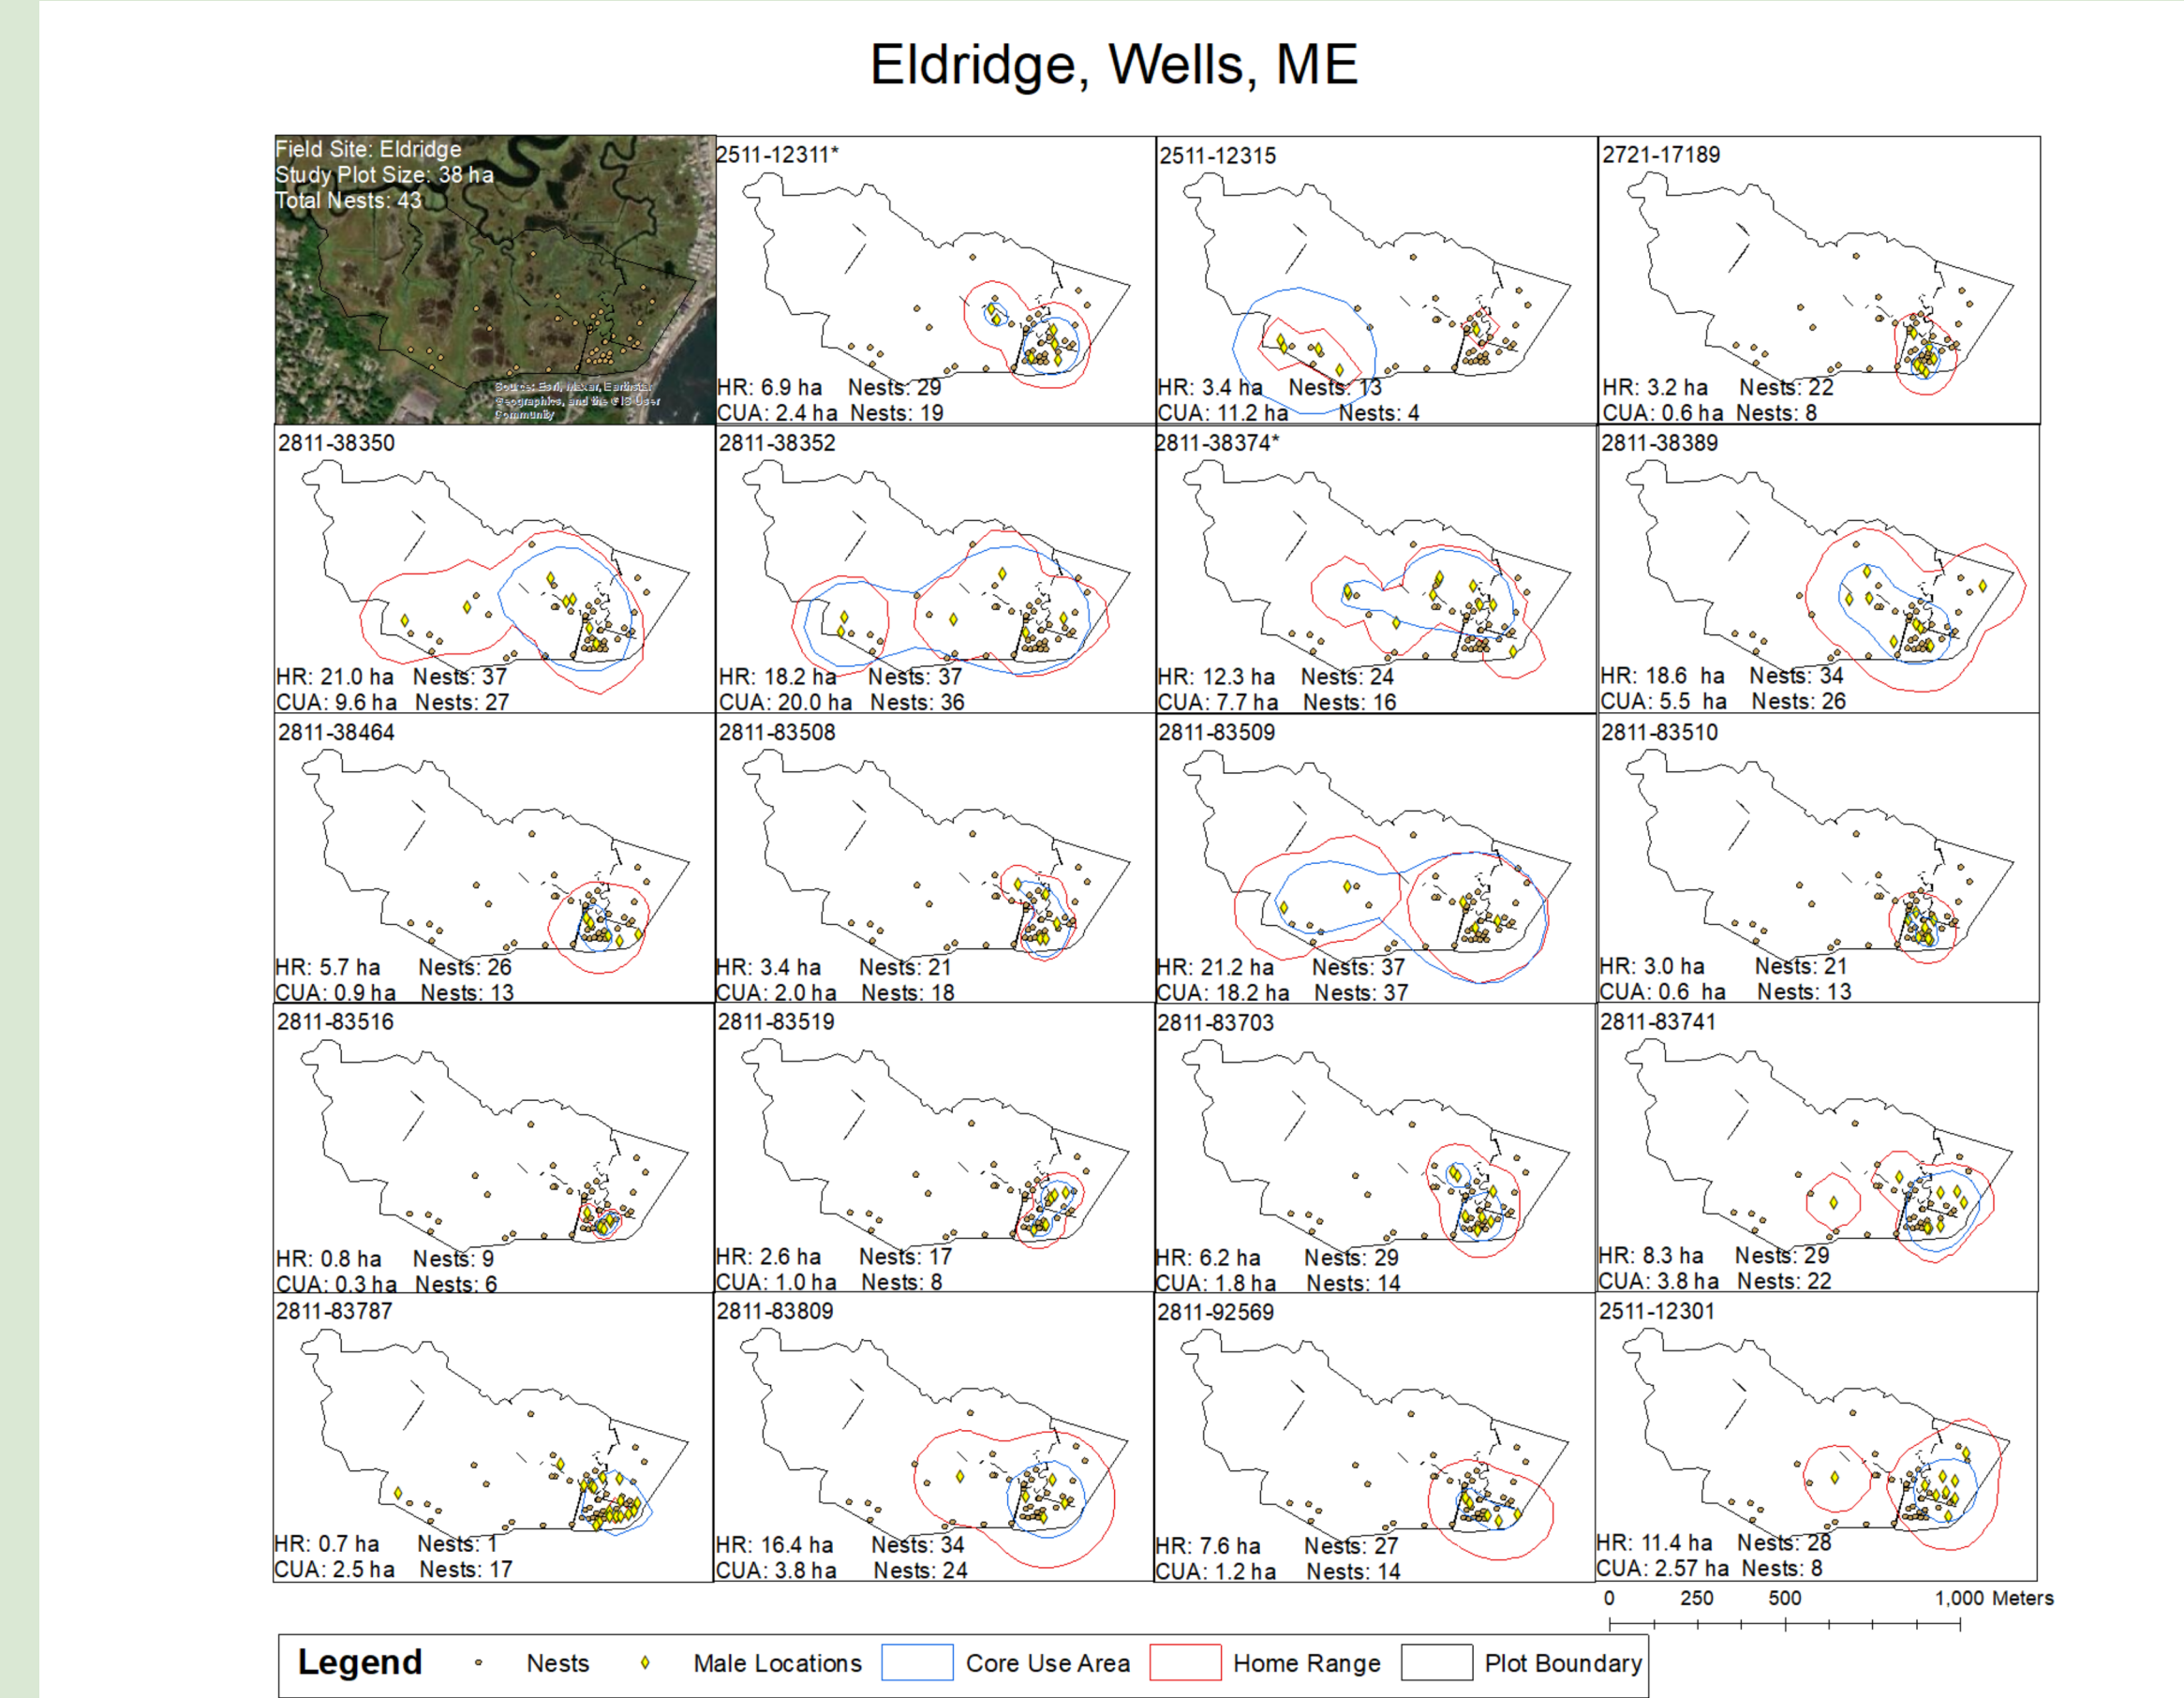 Eldridge, Wells, ME
Field Site: Eldridge
Study Plot Size: 38 ha
Total Nests: 43
Source: Esri, Maxar, Earthstar
Geographics, and the GIS User
Community
2511-12311*
HR: 6.9 ha Nests: 29
CUA: 2.4 ha Nests: 19
2511-12315
HR: 3.4 ha Nests: 13
CUA: 11.2 ha Nests: 4
2721-17189
HR: 3.2 ha Nests: 22
CUA: 0.6 ha Nests: 8
2811-38350
HR: 21.0 ha Nests: 37
CUA: 9.6 ha Nests: 27
2811-38352
HR: 18.2 ha Nests: 37
CUA: 20.0 ha Nests: 36
2811-38374*
HR: 12.3 ha Nests: 24
CUA: 7.7 ha Nests: 16
2811-38389
HR: 18.6 ha Nests: 34
CUA: 5.5 ha Nests: 26
2811-38464
HR: 5.7 ha Nests: 26
CUA: 0.9 ha Nests: 13
2811-83508
HR: 3.4 ha Nests: 21
CUA: 2.0 ha Nests: 18
2811-83509
HR: 21.2 ha Nests: 37
CUA: 18.2 ha Nests: 37
2811-83510
HR: 3.0 ha Nests: 21
CUA: 0.6 ha Nests: 13
2811-83516
HR: 0.8 ha Nests: 9
CUA: 0.3 ha Nests: 6
2811-83519
HR: 2.6 ha Nests: 17
CUA: 1.0 ha Nests: 8
2811-83703
HR: 6.2 ha Nests: 29
CUA: 1.8 ha Nests: 14
2811-83741
HR: 8.3 ha Nests: 29
CUA: 3.8 ha Nests: 22
2811-83787
HR: 0.7 ha Nests: 1
CUA: 2.5 ha Nests: 17
2811-83809
HR: 16.4 ha Nests: 34
CUA: 3.8 ha Nests: 24
2811-92569
HR: 7.6 ha Nests: 27
CUA: 1.2 ha Nests: 14
2511-12301
HR: 11.4 ha Nests: 28
CUA: 2.57 ha Nests: 8
0 250 500 1,000 Meters
Legend Nests Male Locations Core Use Area Home Range Plot Boundary